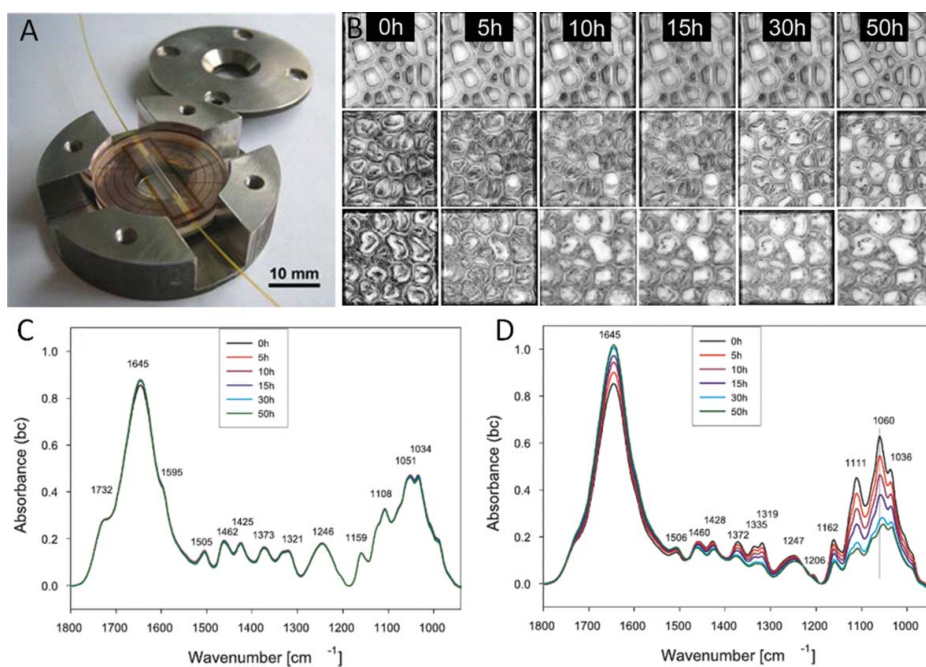 A
10 mm
B
0h 5h 10h 15h 30h 50h
C
Absorbance (bc)
1.0
0.8
0.6
0.4
0.2
0.0
1645
0h
5h
10h
15h
30h
50h
1732
1595
1505
1462
1425
1373
1321
1246
1159
1108
1051
1034
1800 1600 1500 1400 1300 1200 1100 1000
Wavenumber [cm -1]
D
Absorbance (bc)
1.0
0.8
0.6
0.4
0.2
0.0
1645
0h
5h
10h
15h
30h
50h
1506
1460
1428
1372
1335
1319
1247
1206
1162
1111
1060
1036
1800 1600 1500 1400 1300 1200 1100 1000
Wavenumber [cm -1]